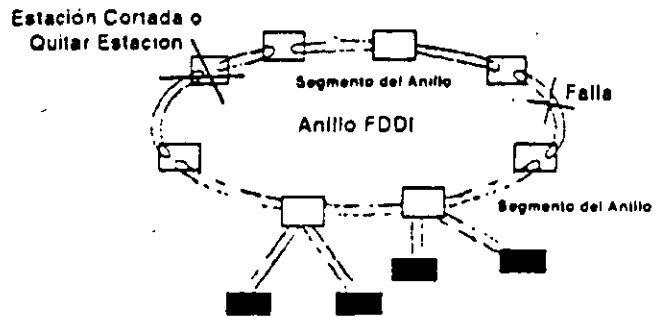 Estación Cortada o
Quitar Estacion
Segmento del Anillo
Falla
Anillo FDDI
Segmento del Anillo